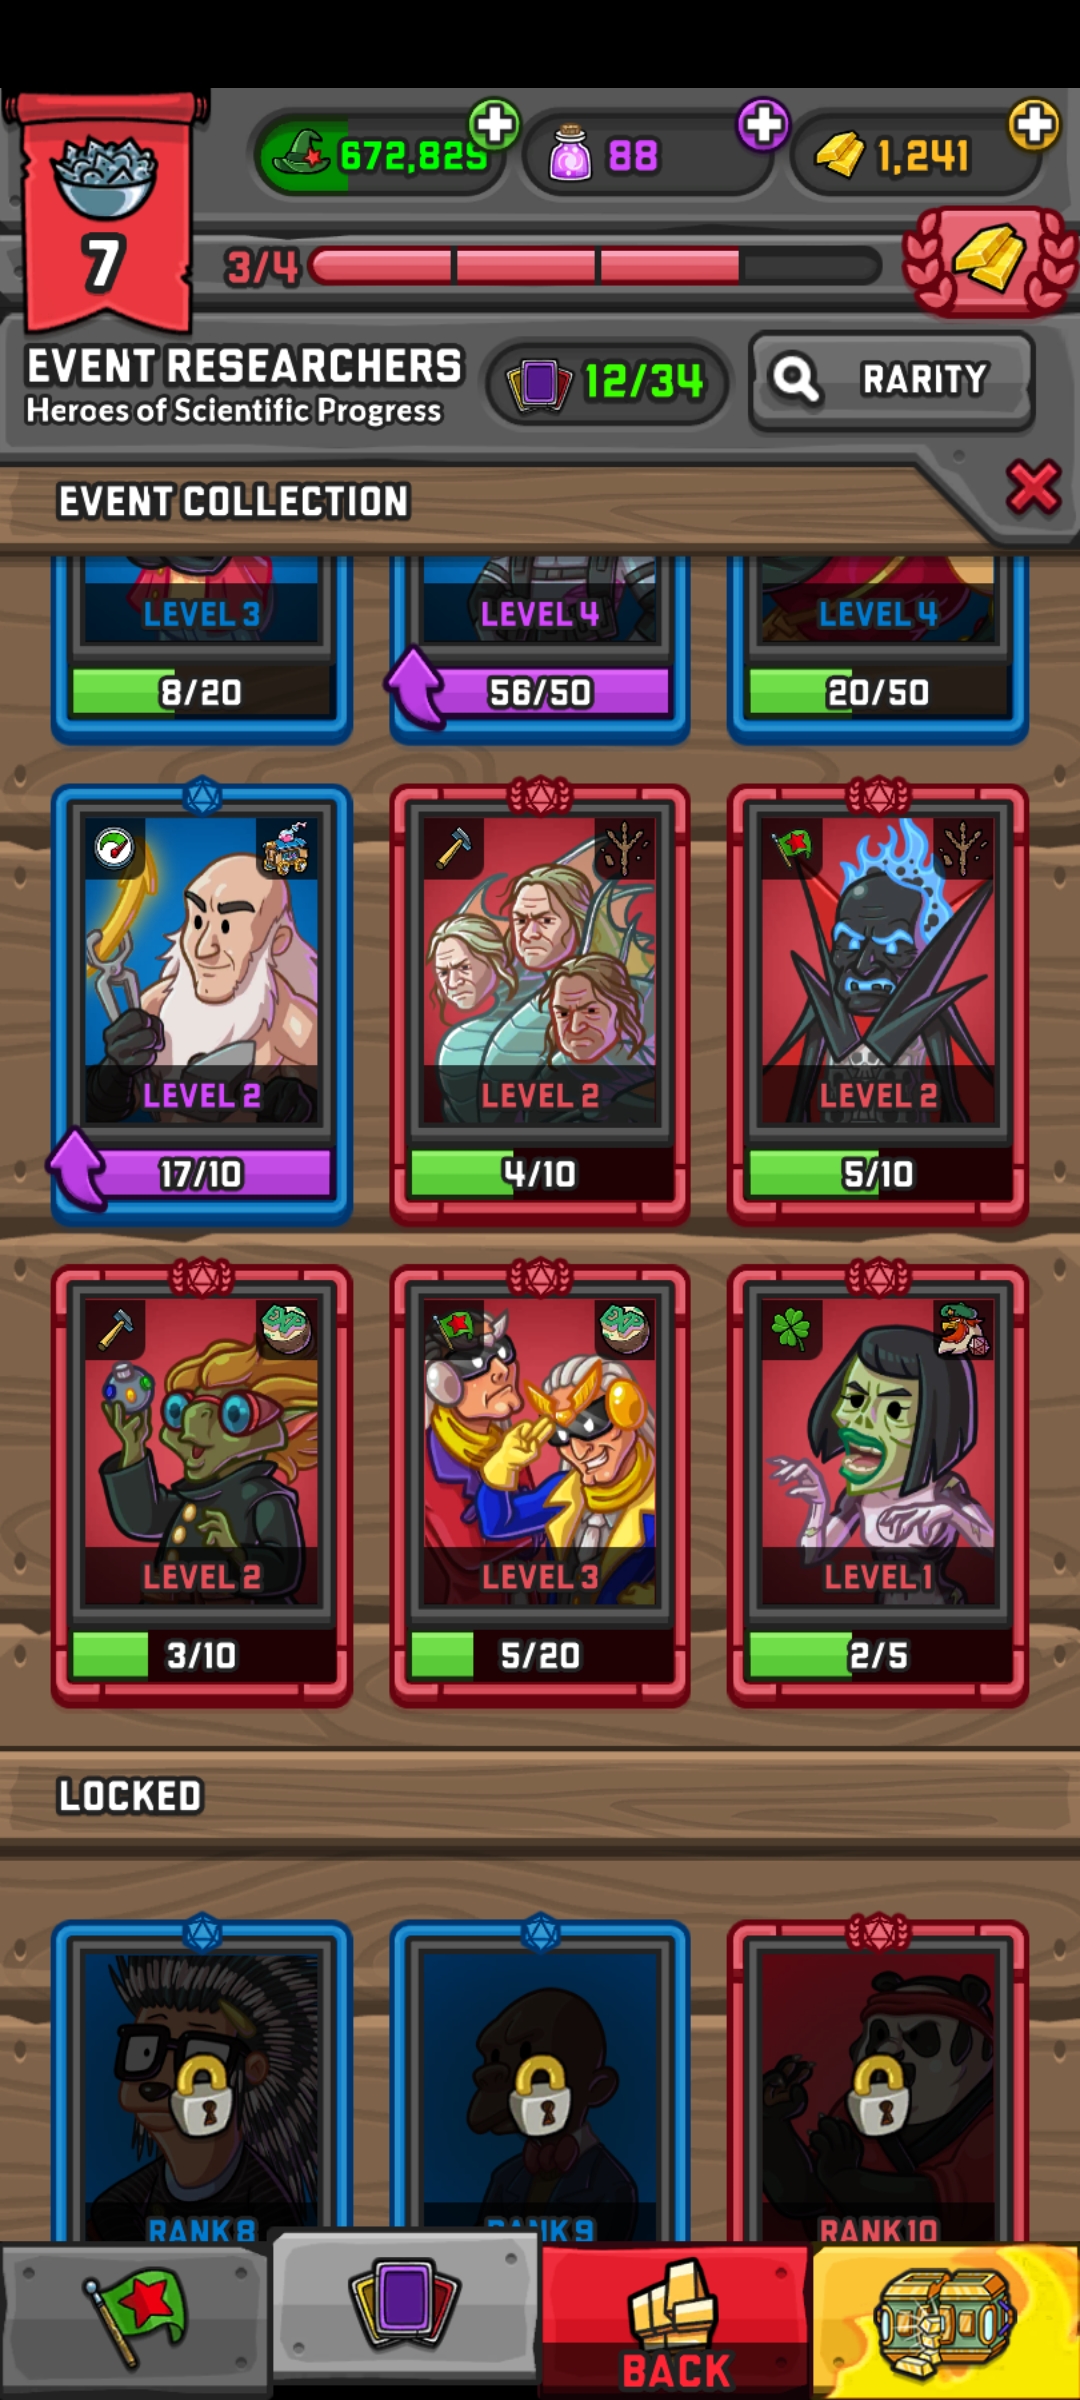 672,825
88
1,241
7
3/4
EVENT RESEARCHERS
Heroes of Scientific Progress
12/34
RARITY
EVENT COLLECTION
LEVEL 3
LEVEL 4
LEVEL 4
8/20
56/50
20/50
LEVEL 2
LEVEL 2
LEVEL 2
17/10
4/10
5/10
LEVEL 2
LEVEL 3
LEVEL 1
3/10
5/20
2/5
LOCKED
RANK 8
RANK 9
RANK 10
BACK